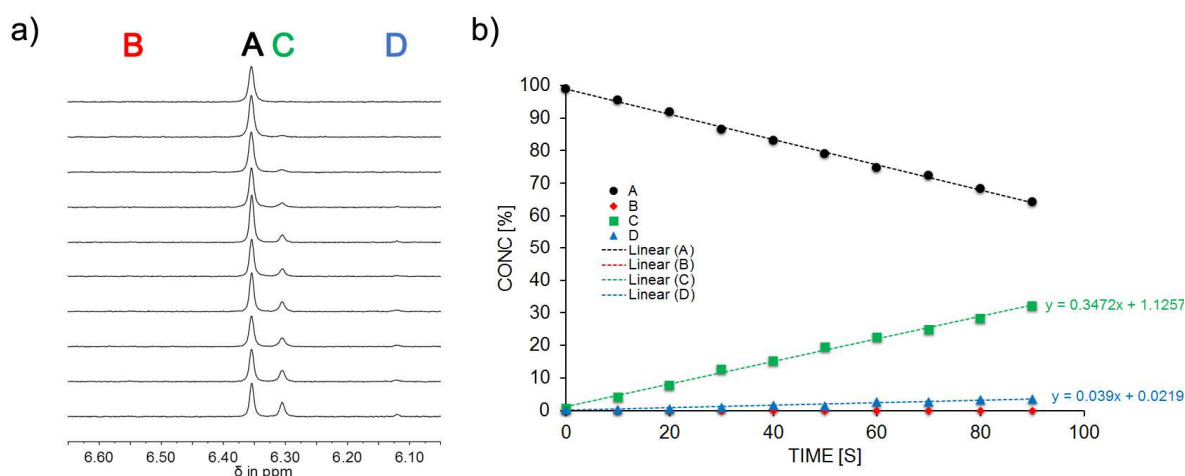 a)
B A C D
6.60 6.50 6.40 6.30 6.20 6.10
δ in ppm
b)
CONC [%]
100
90
80
70
60
50
40
30
20
10
0
A
B
C
D
Linear (A)
Linear (B)
Linear (C)
Linear (D)
y = 0.3472x + 1.1257
y = 0.039x + 0.0219
0 20 40 60 80 100
TIME [S]